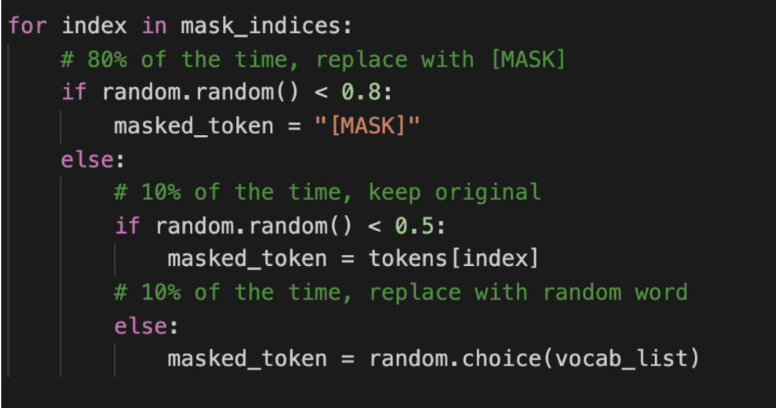 for index in mask_indices:
    # 80% of the time, replace with [MASK]
    if random.random() < 0.8:
        masked_token = "[MASK]"
    else:
        # 10% of the time, keep original
        if random.random() < 0.5:
            masked_token = tokens[index]
        # 10% of the time, replace with random word
        else:
            masked_token = random.choice(vocab_list)